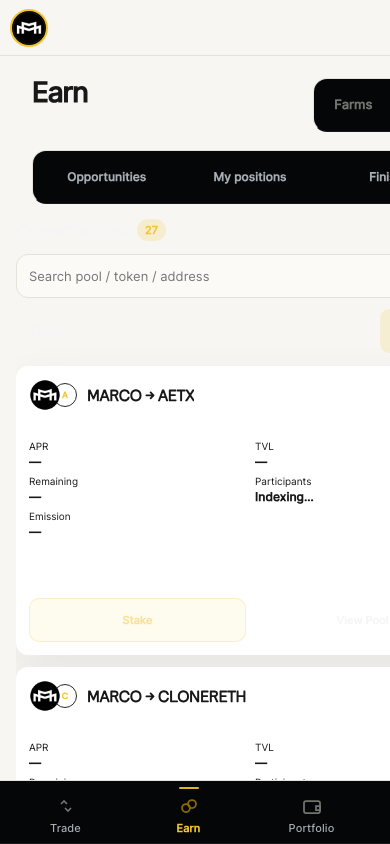 Earn
Farms
Opportunities
My positions
Fini
27
Search pool / token / address
A
MARCO → AETX
APR
—
TVL
—
Remaining
—
Participants
Indexing...
Emission
—
Stake
View Pool
C
MARCO → CLONERETH
APR
—
TVL
—
Trade
Earn
Portfolio